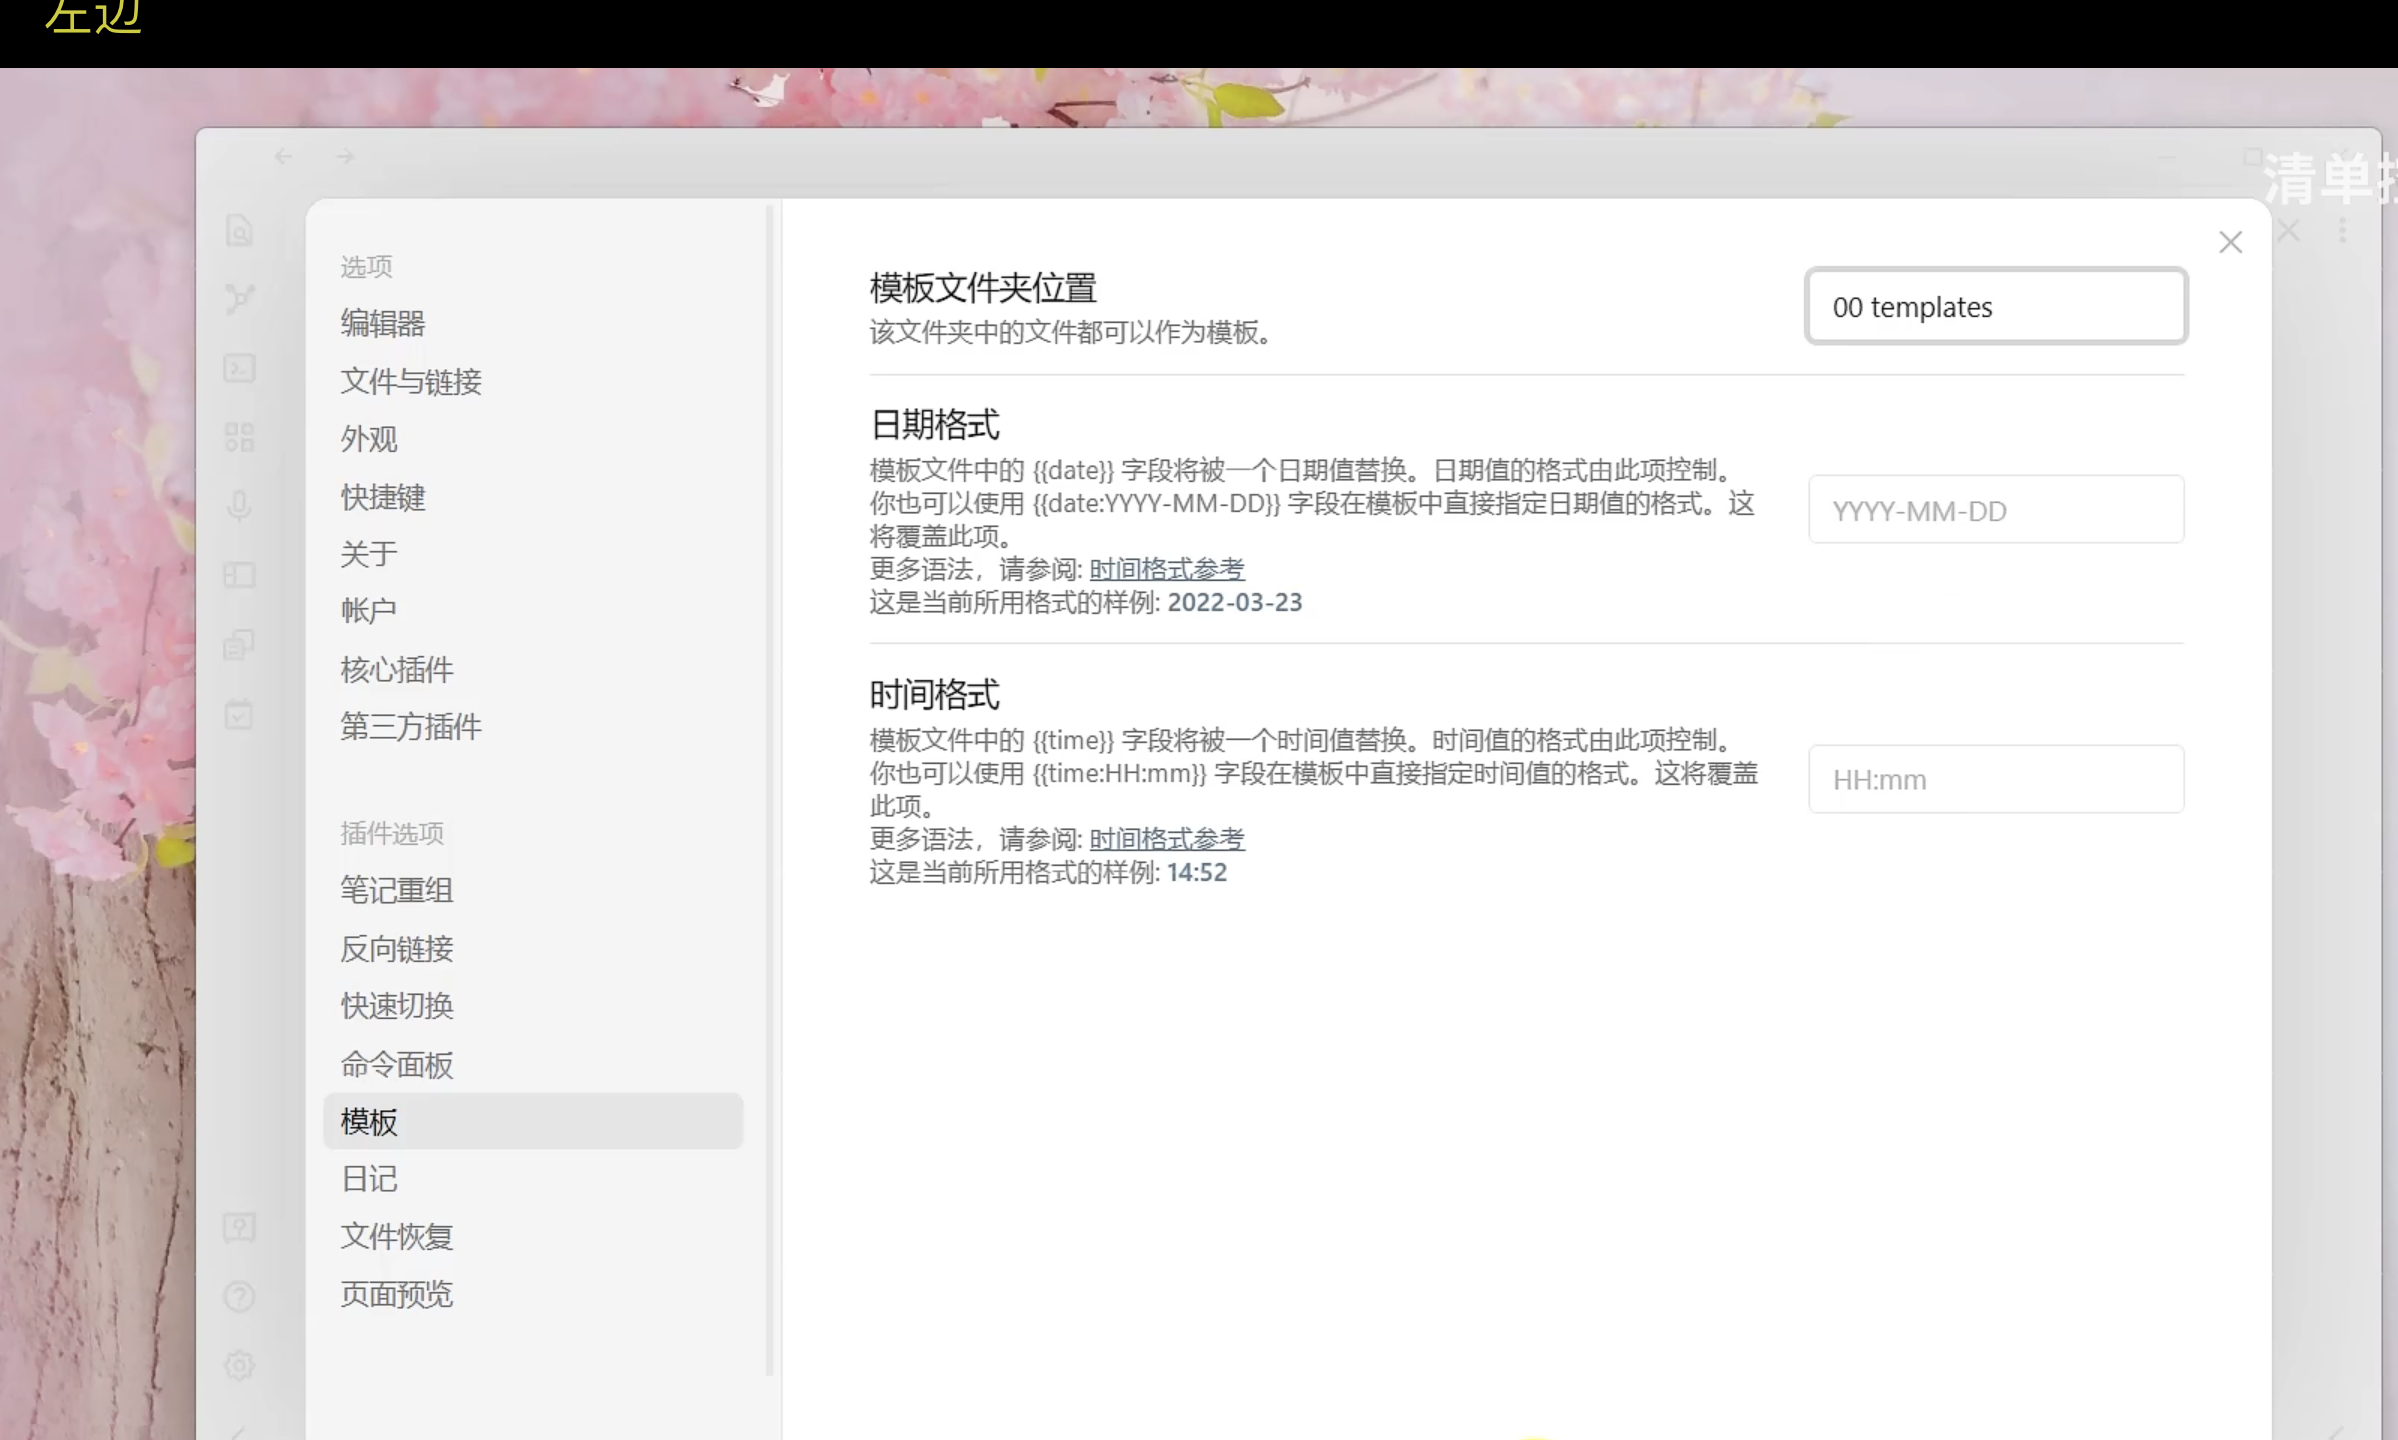 左边
清单控
选项
编辑器
文件与链接
外观
快捷键
关于
帐户
核心插件
第三方插件
插件选项
笔记重组
反向链接
快速切换
命令面板
模板
日记
文件恢复
页面预览
模板文件夹位置
该文件夹中的文件都可以作为模板。
00 templates
日期格式
模板文件中的 {{date}} 字段将被一个日期值替换。日期值的格式由此项控制。
你也可以使用 {{date:YYYY-MM-DD}} 字段在模板中直接指定日期值的格式。这
将覆盖此项。
更多语法，请参阅: 时间格式参考
这是当前所用格式的样例: 2022-03-23
YYYY-MM-DD
时间格式
模板文件中的 {{time}} 字段将被一个时间值替换。时间值的格式由此项控制。
你也可以使用 {{time:HH:mm}} 字段在模板中直接指定时间值的格式。这将覆盖
此项。
更多语法，请参阅: 时间格式参考
这是当前所用格式的样例: 14:52
HH:mm